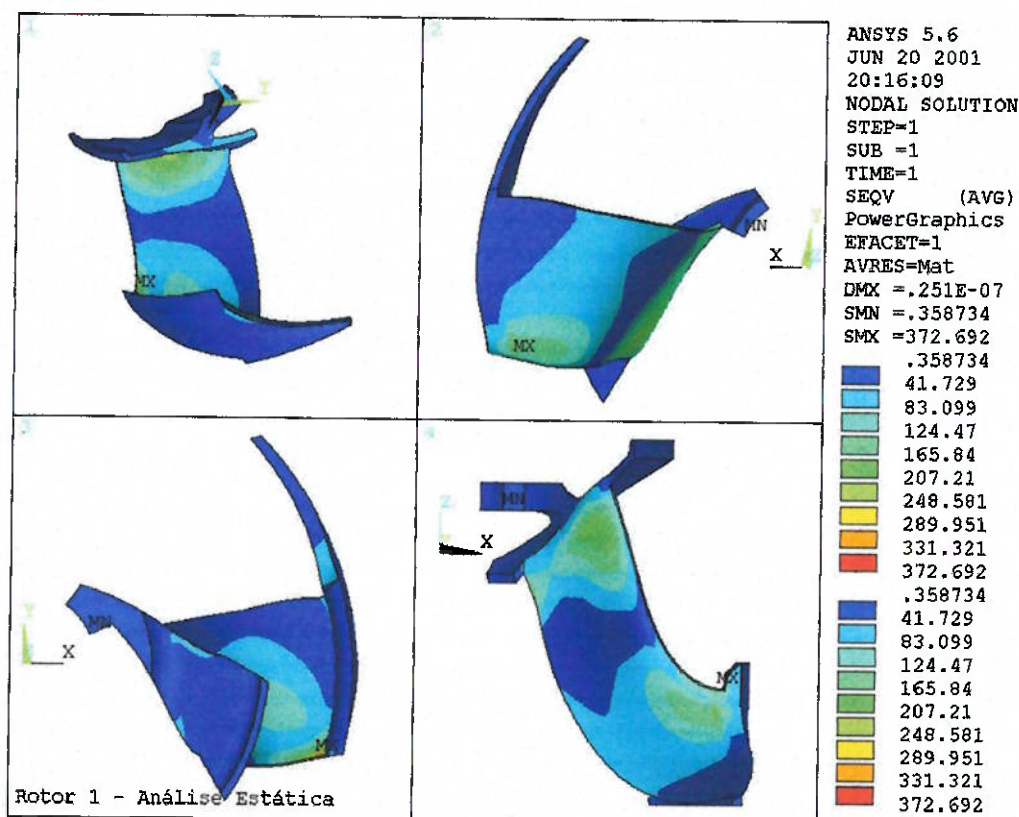 1
2
3
4
Z
Y
MX
MX
MN
X
Y
Z
Y
X
MN
Z
X
MN
MX
Rotor 1 - Análise Estática
ANSYS 5.6
JUN 20 2001
20:16:09
NODAL SOLUTION
STEP=1
SUB =1
TIME=1
SEQV (AVG)
PowerGraphics
EFACET=1
AVRES=Mat
DMX =.251E-07
SMN =.358734
SMX =372.692
.358734
41.729
83.099
124.47
165.84
207.21
248.581
289.951
331.321
372.692
.358734
41.729
83.099
124.47
165.84
207.21
248.581
289.951
331.321
372.692